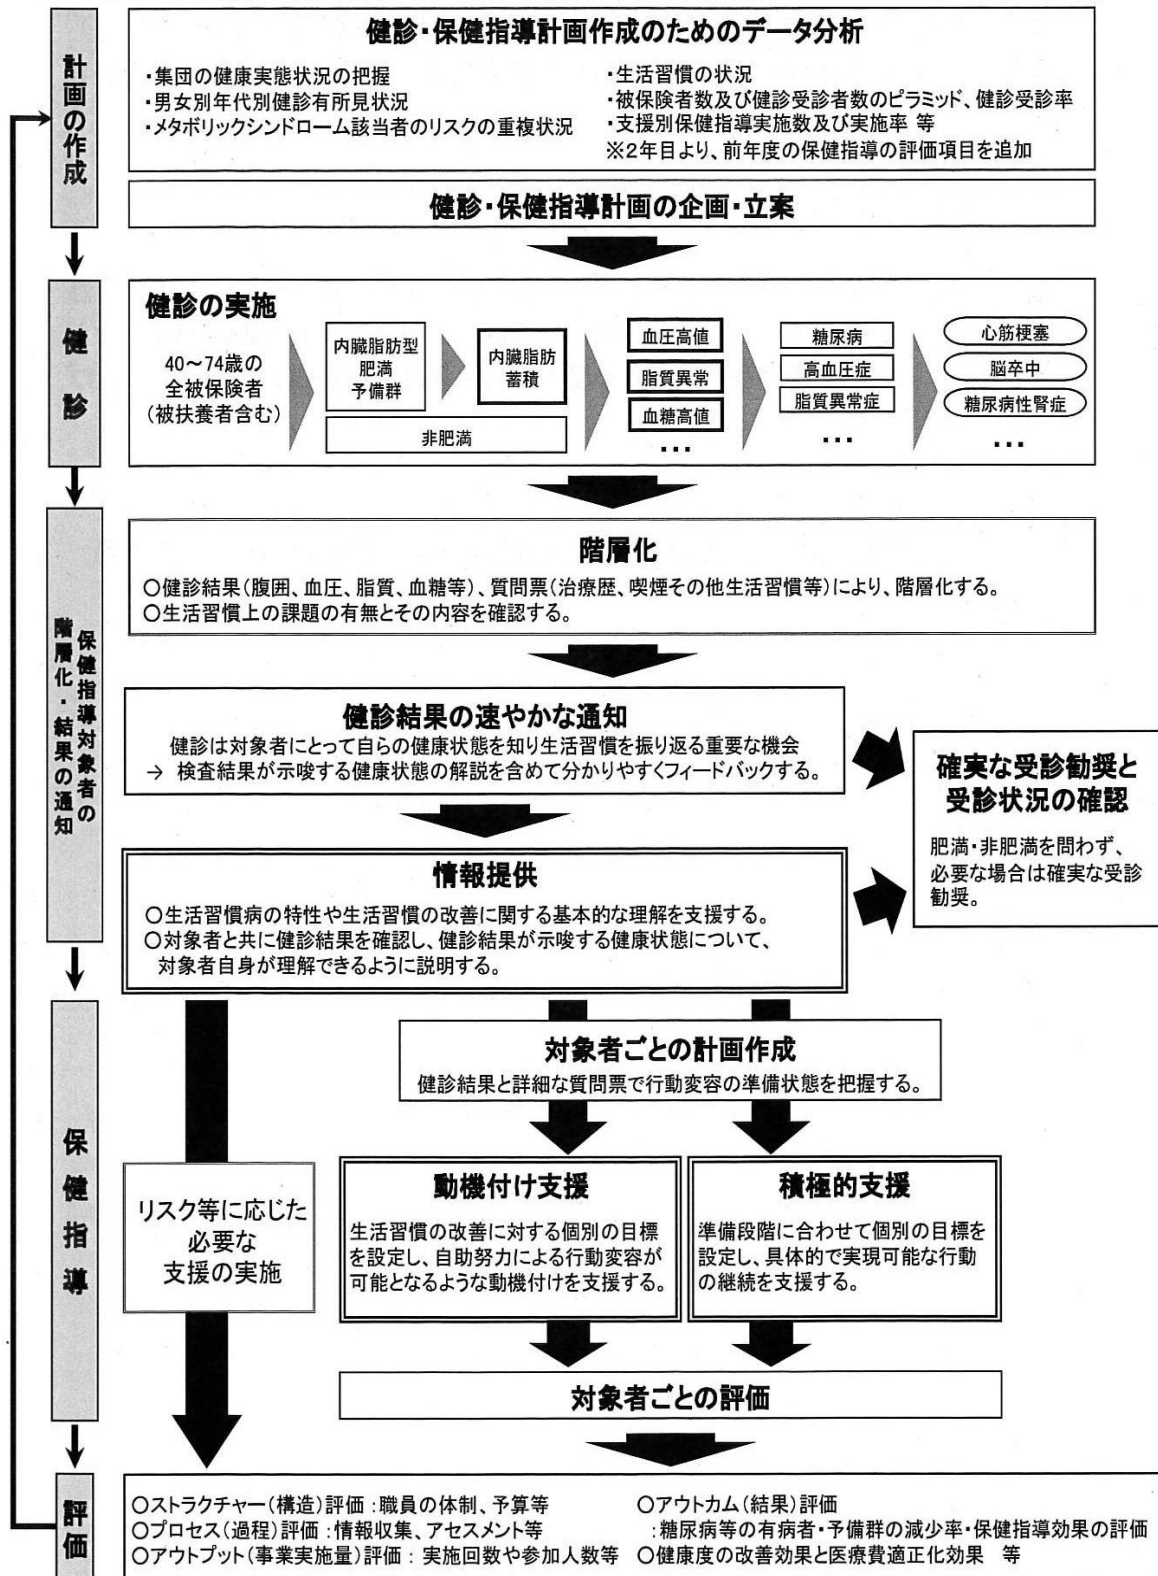 計画の作成
健診・保健指導計画作成のためのデータ分析
・集団の健康実態状況の把握
・男女別年代別健診有所見状況
・メタボリックシンドローム該当者のリスクの重複状況
・生活習慣の状況
・被保険者数及び健診受診者数のピラミッド、健診受診率
・支援別保健指導実施数及び実施率 等
※2年目より、前年度の保健指導の評価項目を追加
健診・保健指導計画の企画・立案
健診
健診の実施
40～74歳の
全被保険者
(被扶養者含む)
内臓脂肪型
肥満
予備群
内臓脂肪
蓄積
非肥満
血圧高値
脂質異常
血糖高値
...
糖尿病
高血圧症
脂質異常症
...
心筋梗塞
脳卒中
糖尿病性腎症
...
保健指導対象者の
階層化・結果の通知
階層化
○健診結果(腹囲、血圧、脂質、血糖等)、質問票(治療歴、喫煙その他生活習慣等)により、階層化する。
○生活習慣上の課題の有無とその内容を確認する。
健診結果の速やかな通知
健診は対象者にとって自らの健康状態を知り生活習慣を振り返る重要な機会
→ 検査結果が示唆する健康状態の解説を含めて分かりやすくフィードバックする。
確実な受診勧奨と
受診状況の確認
肥満・非肥満を問わず、
必要な場合は確実な受診
勧奨。
情報提供
○生活習慣病の特性や生活習慣の改善に関する基本的な理解を支援する。
○対象者と共に健診結果を確認し、健診結果が示唆する健康状態について、
対象者自身が理解できるように説明する。
保健指導
対象者ごとの計画作成
健診結果と詳細な質問票で行動変容の準備状態を把握する。
リスク等に応じた
必要な
支援の実施
動機付け支援
生活習慣の改善に対する個別の目標
を設定し、自助努力による行動変容が
可能となるような動機付けを支援する。
積極的支援
準備段階に合わせて個別の目標を
設定し、具体的で実現可能な行動
の継続を支援する。
対象者ごとの評価
評価
○ストラクチャー(構造)評価：職員の体制、予算等
○プロセス(過程)評価：情報収集、アセスメント等
○アウトプット(事業実施量)評価：実施回数や参加人数等
○アウトカム(結果)評価
:糖尿病等の有病者・予備群の減少率・保健指導効果の評価
○健康度の改善効果と医療費適正化効果 等